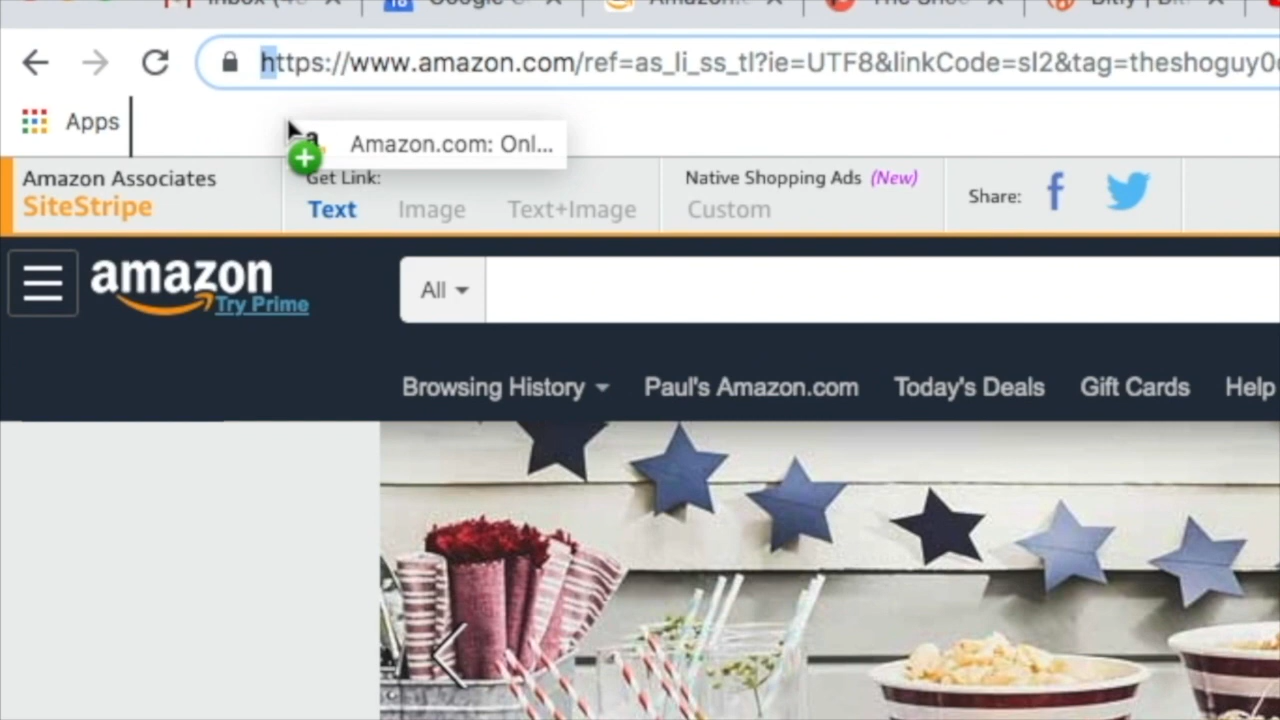 18
https://www.amazon.com/ref=as_li_ss_tl?ie=UTF8&linkCode=sl2&tag=theshoguy0
Apps
Amazon.com: Onl...
Amazon Associates
SiteStripe
Get Link:
Text Image Text+Image
Native Shopping Ads (New)
Custom
Share:
amazon
Try Prime
All
Browsing History Paul's Amazon.com Today's Deals Gift Cards Help